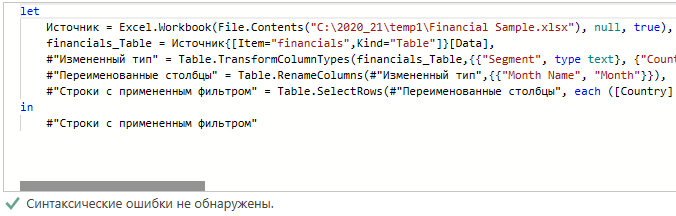 let
Источник = Excel.Workbook(File.Contents("C:\2020_21\temp1\Financial Sample.xlsx"), null, true),
financials_Table = Источник{[Item="financials",Kind="Table"]}[Data],
#"Измененный тип" = Table.TransformColumnTypes(financials_Table,{{"Segment", type text}, {"Count
#"Переименованные столбцы" = Table.RenameColumns(#"Измененный тип",{{"Month Name", "Month"}}),
#"Строки с примененным фильтром" = Table.SelectRows(#"Переименованные столбцы", each ([Country]
in
#"Строки с примененным фильтром"
Синтаксические ошибки не обнаружены.